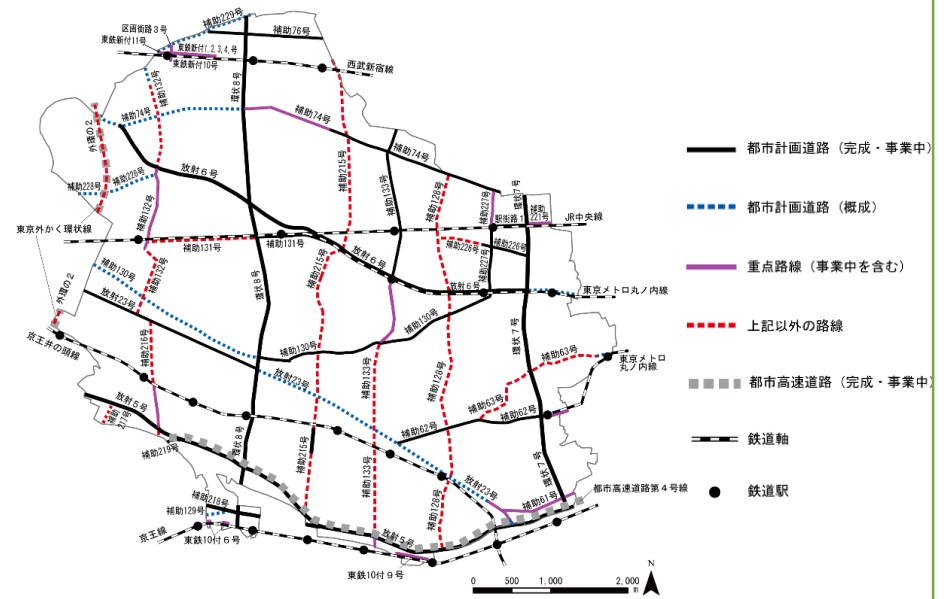 補助229号
補助76号
区画街路3号
東鉄新付11号
東鉄新付1,2,3,4,号
東鉄新付10号
西武新宿線
補助132号
環状8号
補助74号
補助74号
補助74号
外環の2
補助215号
放射6号
補助228号
補助228号
補助133号
補助128号
補助227号
環状7号
補助
221号
駅街路1
JR中央線
東京外かく環状線
補助132号
補助131号
補助131号
補助226号
補助226号
補助227号
補助132号
補助215号
放射6号
放射6号
東京メトロ丸ノ内線
補助130号
外環の2
放射23号
環状8号
補助130号
補助130号
環状7号
京王井の頭線
補助216号
補助63号
東京メトロ
丸ノ内線
放射23号
補助133号
補助128号
補助63号
補助62号
補助62号
放射5号
補助
217号
補助219号
環状8号
補助215号
補助133号
環状7号
放射23号
補助61号
都市高速道路第4号線
補助218号
補助129号
補助128号
放射5号
京王線
東鉄10付6号
東鉄10付9号
0 500 1,000 2,000
m
N
都市計画道路（完成・事業中）
都市計画道路（概成）
重点路線（事業中を含む）
上記以外の路線
都市高速道路（完成・事業中）
鉄道軸
鉄道駅